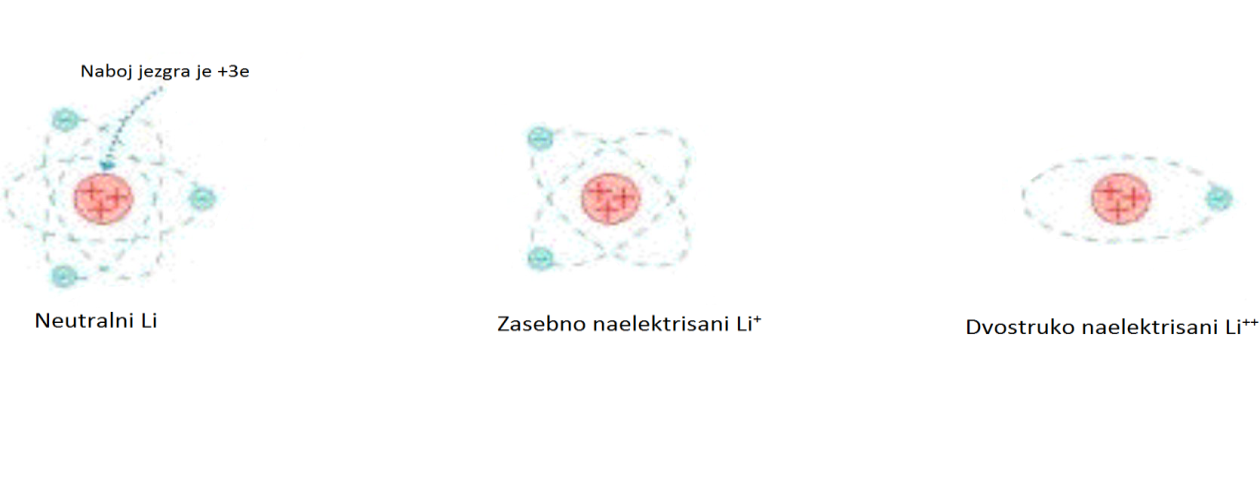 Naboj jezgra je +3e
Neutralni Li
Zasebno naelektrisani Li⁺
Dvostruko naelektrisani Li⁺⁺